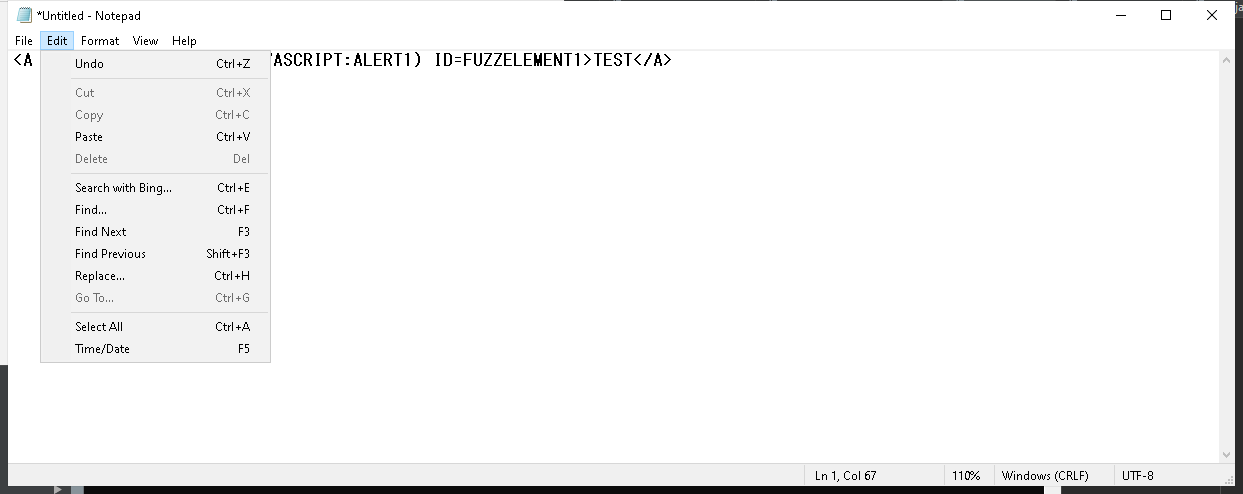 *Untitled - Notepad
File Edit Format View Help
<A ASCRIPT:ALERT1) ID=FUZZELEMENT1>TEST</A>
Undo Ctrl+Z
Cut Ctrl+X
Copy Ctrl+C
Paste Ctrl+V
Delete Del
Search with Bing... Ctrl+E
Find... Ctrl+F
Find Next F3
Find Previous Shift+F3
Replace... Ctrl+H
Go To... Ctrl+G
Select All Ctrl+A
Time/Date F5
Ln 1, Col 67 110% Windows (CRLF) UTF-8